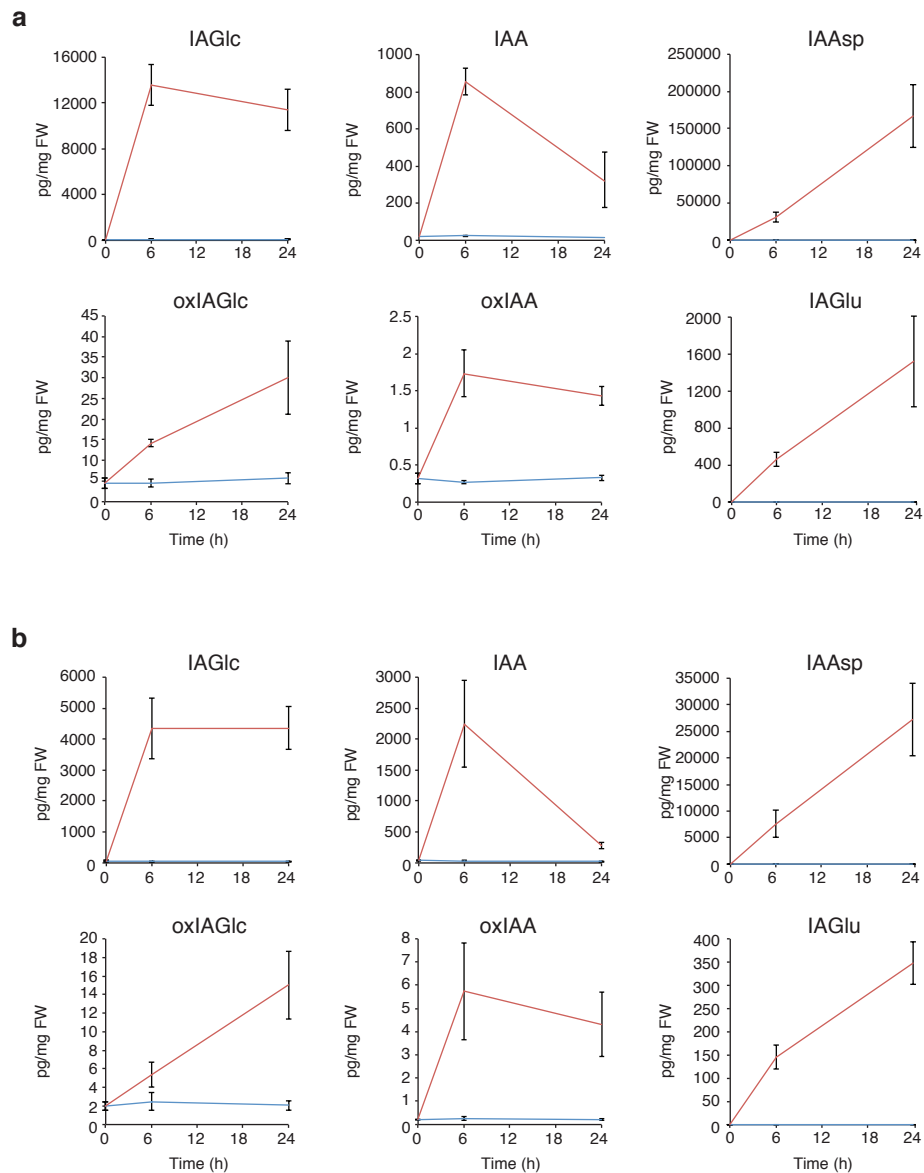 a
IAGlc
IAA
IAAsp
pg/mg FW
16000
12000
8000
4000
0
0 6 12 18 24
pg/mg FW
1000
800
600
400
200
0
0 6 12 18 24
pg/mg FW
250000
200000
150000
100000
50000
0
0 6 12 18 24
oxIAGlc
oxIAA
IAGlu
pg/mg FW
45
40
35
30
25
20
15
10
5
0
0 6 12 18 24
Time (h)
pg/mg FW
2.5
2
1.5
1
0.5
0
0 6 12 18 24
Time (h)
pg/mg FW
2000
1600
1200
800
400
0
0 6 12 18 24
Time (h)
b
IAGlc
IAA
IAAsp
pg/mg FW
6000
5000
4000
3000
2000
1000
0
0 6 12 18 24
pg/mg FW
3000
2500
2000
1500
1000
500
0
0 6 12 18 24
pg/mg FW
35000
30000
25000
20000
15000
10000
5000
0
0 6 12 18 24
oxIAGlc
oxIAA
IAGlu
pg/mg FW
20
18
16
14
12
10
8
6
4
2
0
0 6 12 18 24
Time (h)
pg/mg FW
8
7
6
5
4
3
2
1
0
0 6 12 18 24
Time (h)
pg/mg FW
400
350
300
250
200
150
100
50
0
0 6 12 18 24
Time (h)